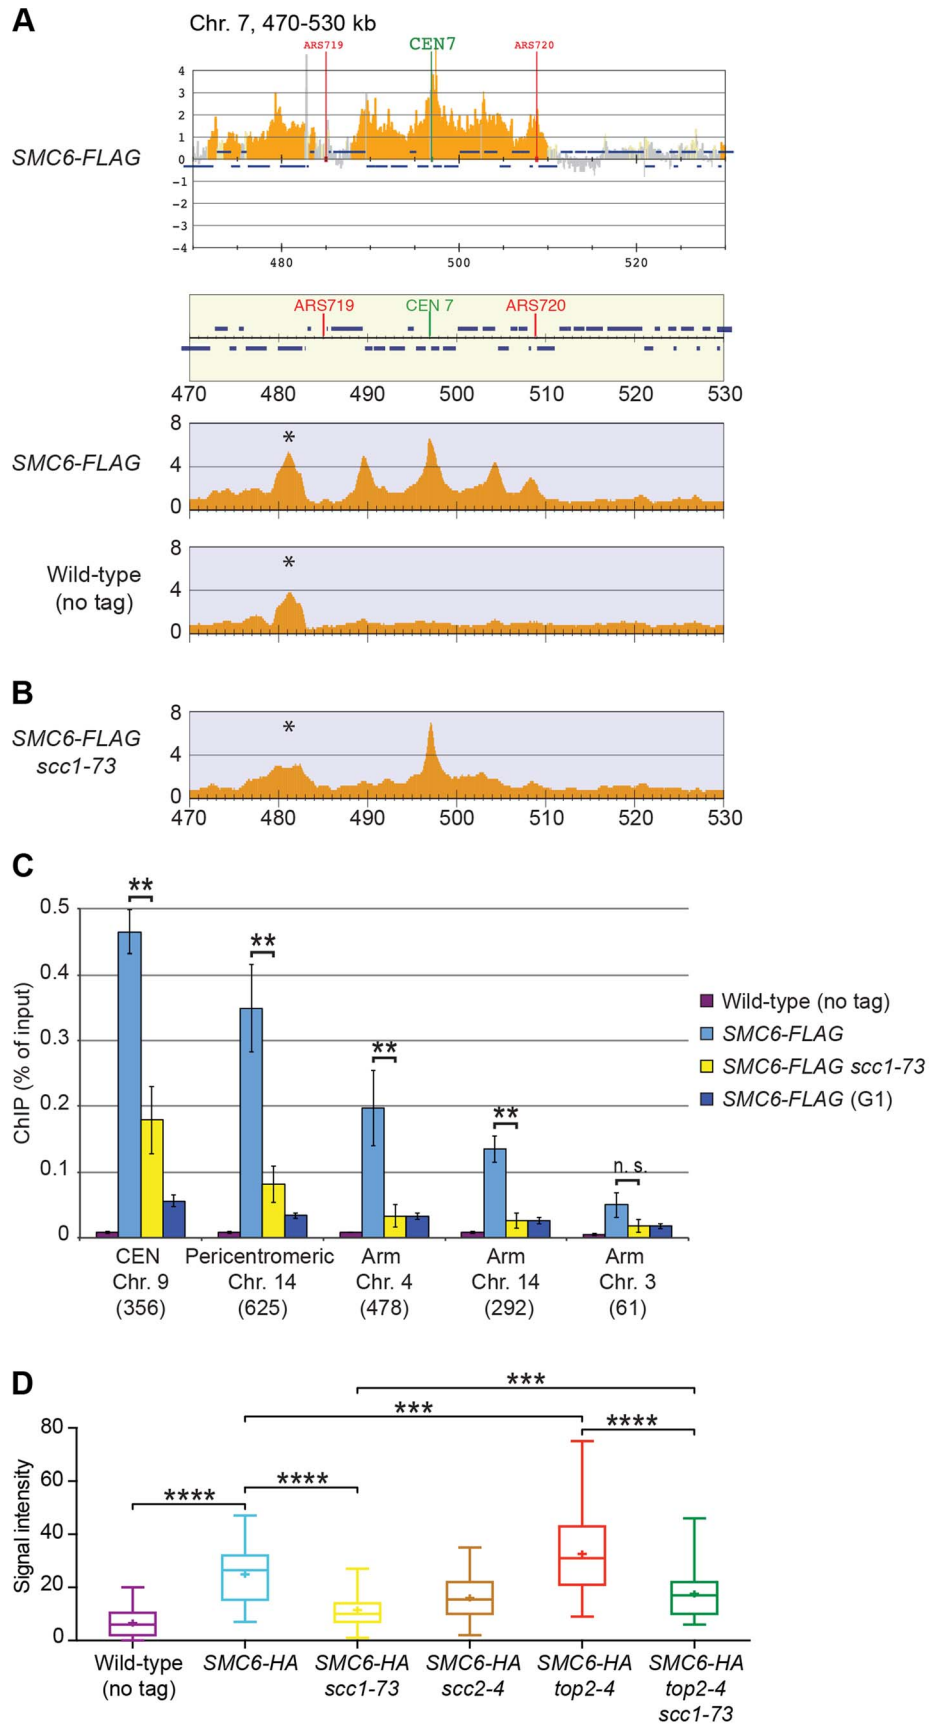 A
Chr. 7, 470-530 kb
ARS719
CEN7
ARS720
SMC6-FLAG
4
3
2
1
0
−1
−2
−3
−4
480
500
520
ARS719
CEN 7
ARS720
470 480 490 500 510 520 530
SMC6-FLAG
8
4
0
*
Wild-type
(no tag)
8
4
0
*
B
SMC6-FLAG
scc1-73
8
4
0
*
470 480 490 500 510 520 530
C
ChIP (% of input)
0.5
0.4
0.3
0.2
0.1
0
**
**
**
**
n. s.
Wild-type (no tag)
SMC6-FLAG
SMC6-FLAG scc1-73
SMC6-FLAG (G1)
CEN
Chr. 9
(356)
Pericentromeric
Chr. 14
(625)
Arm
Chr. 4
(478)
Arm
Chr. 14
(292)
Arm
Chr. 3
(61)
D
Signal intensity
80
60
40
20
0
***
***
****
****
****
Wild-type
(no tag)
SMC6-HA
SMC6-HA
scc1-73
SMC6-HA
scc2-4
SMC6-HA
top2-4
SMC6-HA
top2-4
scc1-73